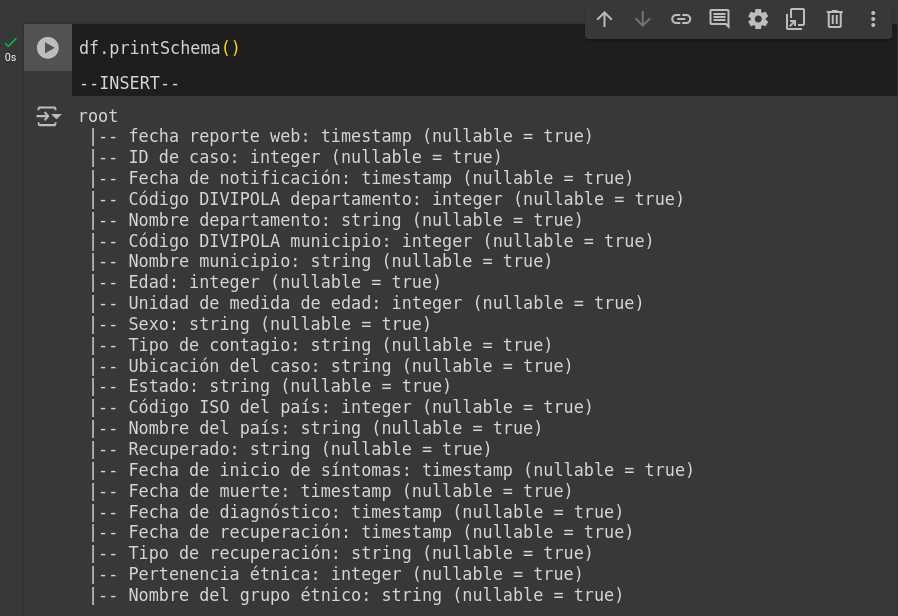 df.printSchema()
0s
--INSERT--
root
|-- fecha reporte web: timestamp (nullable = true)
|-- ID de caso: integer (nullable = true)
|-- Fecha de notificación: timestamp (nullable = true)
|-- Código DIVIPOLA departamento: integer (nullable = true)
|-- Nombre departamento: string (nullable = true)
|-- Código DIVIPOLA municipio: integer (nullable = true)
|-- Nombre municipio: string (nullable = true)
|-- Edad: integer (nullable = true)
|-- Unidad de medida de edad: integer (nullable = true)
|-- Sexo: string (nullable = true)
|-- Tipo de contagio: string (nullable = true)
|-- Ubicación del caso: string (nullable = true)
|-- Estado: string (nullable = true)
|-- Código ISO del país: integer (nullable = true)
|-- Nombre del país: string (nullable = true)
|-- Recuperado: string (nullable = true)
|-- Fecha de inicio de síntomas: timestamp (nullable = true)
|-- Fecha de muerte: timestamp (nullable = true)
|-- Fecha de diagnóstico: timestamp (nullable = true)
|-- Fecha de recuperación: timestamp (nullable = true)
|-- Tipo de recuperación: string (nullable = true)
|-- Pertenencia étnica: integer (nullable = true)
|-- Nombre del grupo étnico: string (nullable = true)